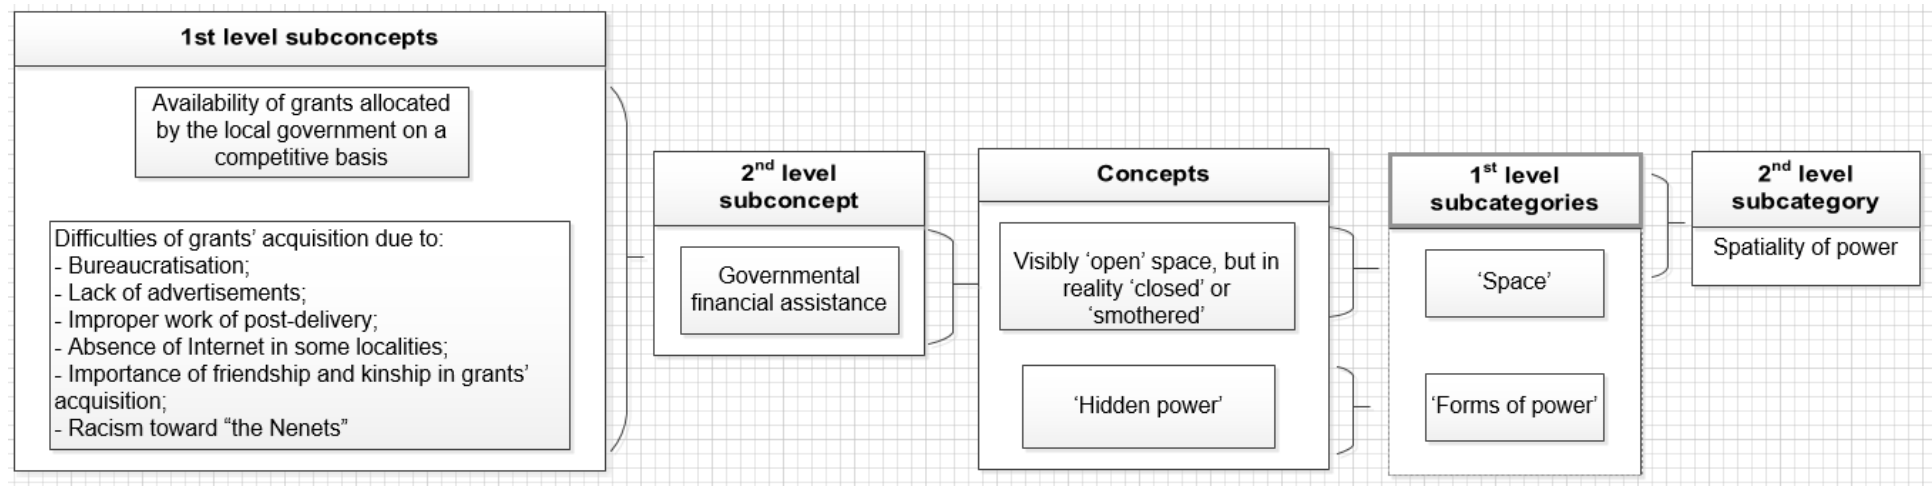 1st level subconcepts
Availability of grants allocated
by the local government on a
competitive basis
Difficulties of grants’ acquisition due to:
- Bureaucratisation;
- Lack of advertisements;
- Improper work of post-delivery;
- Absence of Internet in some localities;
- Importance of friendship and kinship in grants’
acquisition;
- Racism toward “the Nenets”
2nd level
subconcept
Governmental
financial assistance
Concepts
Visibly ‘open’ space, but in
reality ‘closed’ or
‘smothered’
‘Hidden power’
1st level
subcategories
‘Space’
‘Forms of power’
2nd level
subcategory
Spatiality of power